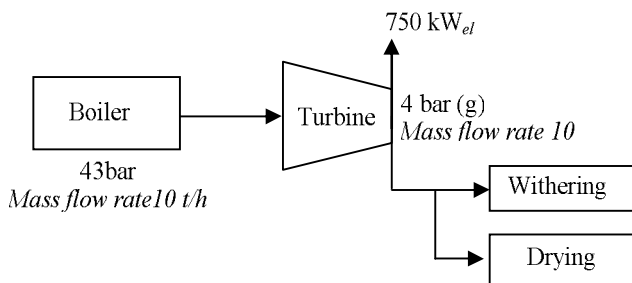 750 kWel
Boiler
Turbine
4 bar (g)
Mass flow rate 10
43bar
Mass flow rate10 t/h
Withering
Drying